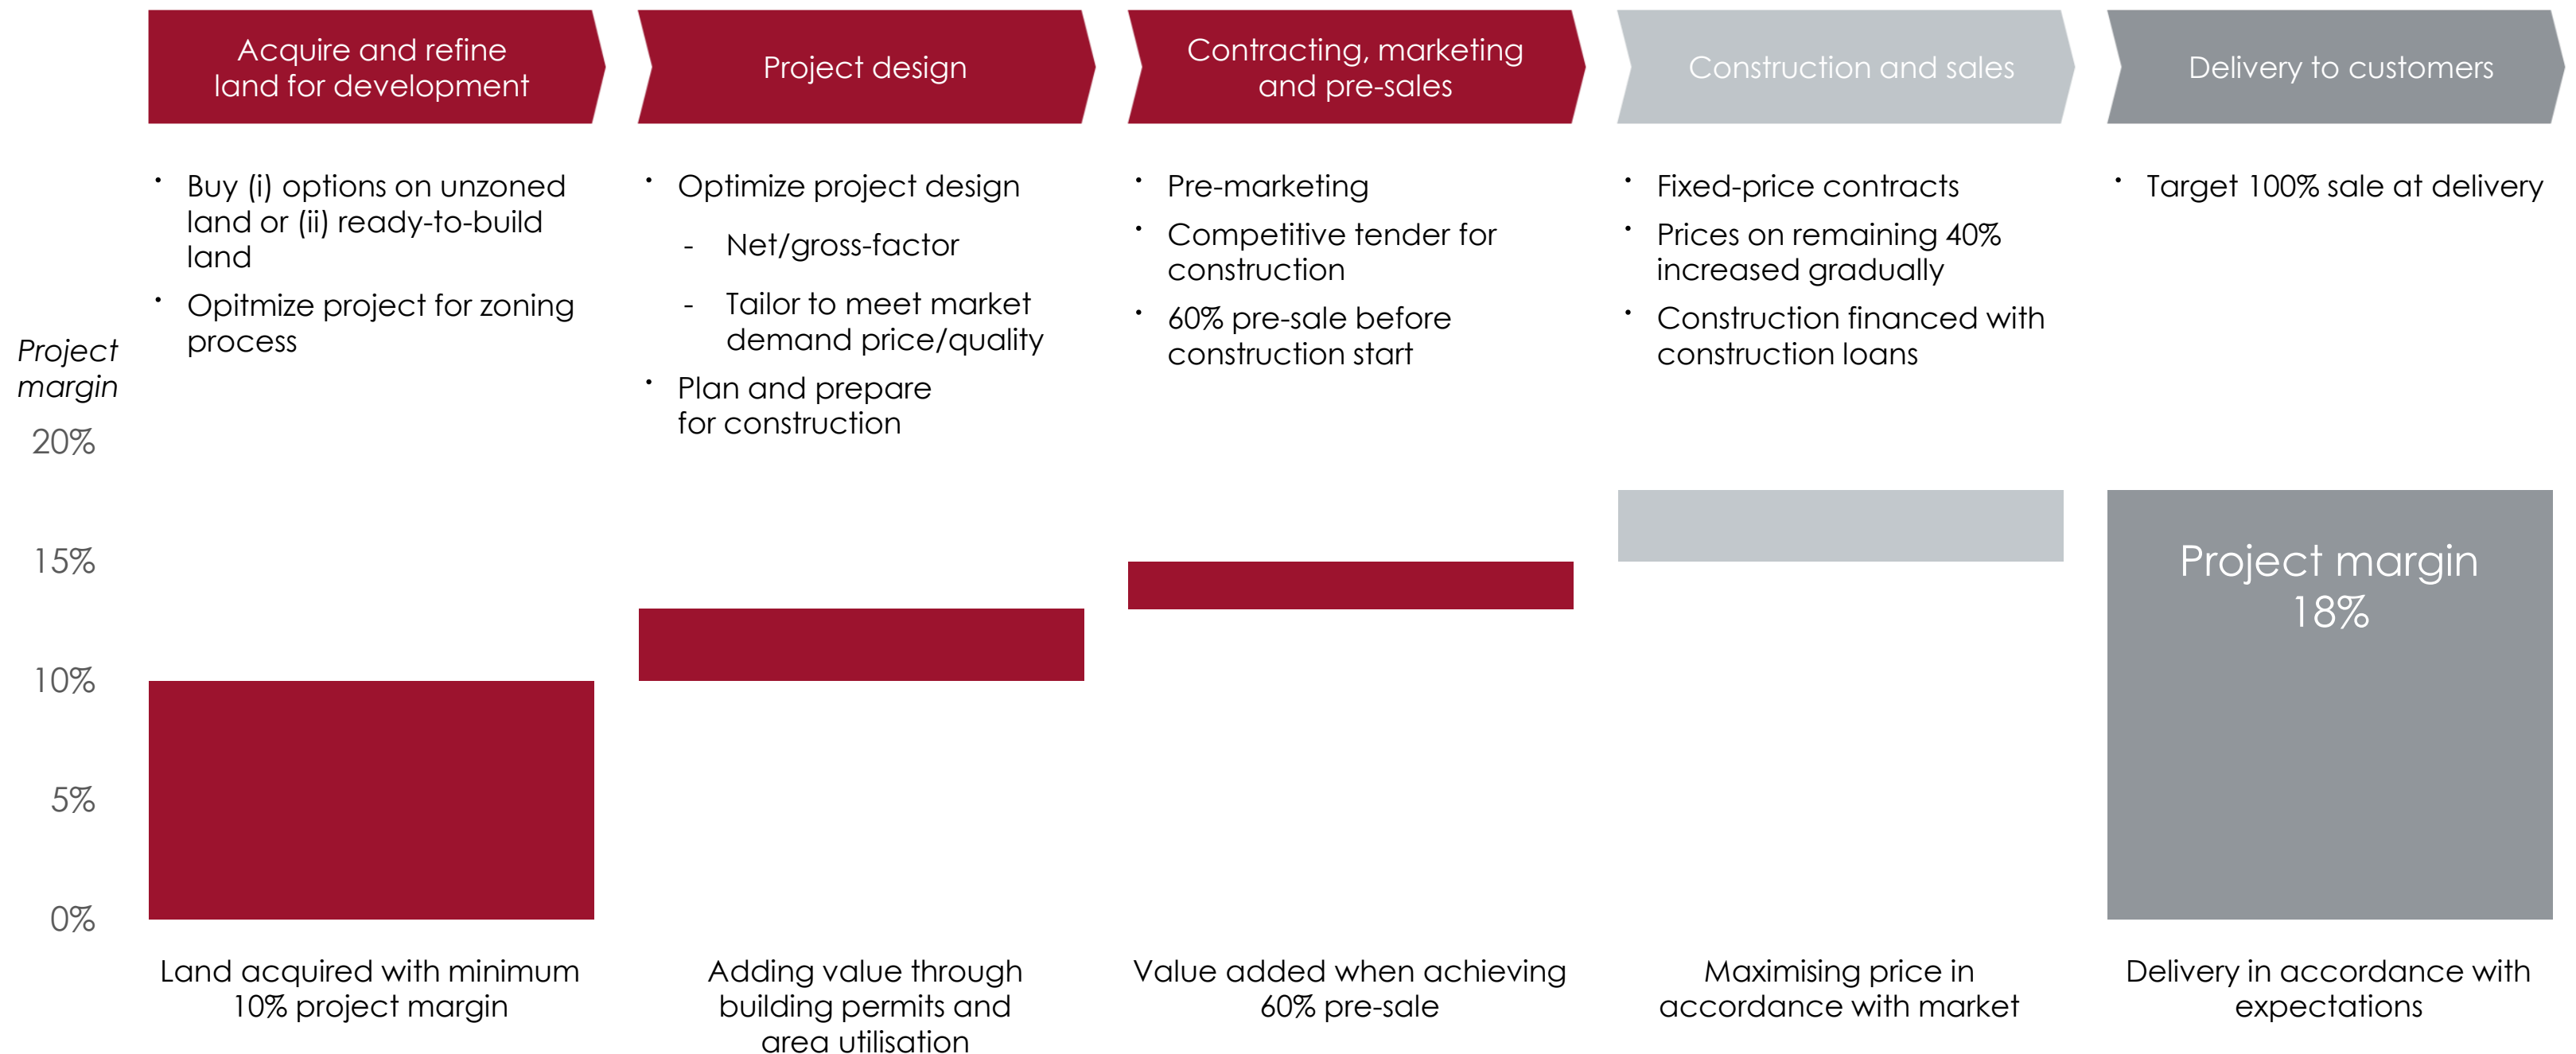 Acquire and refine
land for development
Project design
Contracting, marketing
and pre-sales
Construction and sales
Delivery to customers
· Buy (i) options on unzoned
land or (ii) ready-to-build
land
· Opitmize project for zoning
process
· Optimize project design
- Net/gross-factor
- Tailor to meet market
demand price/quality
· Plan and prepare
for construction
· Pre-marketing
· Competitive tender for
construction
· 60% pre-sale before
construction start
· Fixed-price contracts
· Prices on remaining 40%
increased gradually
· Construction financed with
construction loans
· Target 100% sale at delivery
Project
margin
20%
15%
10%
5%
0%
Project margin
18%
Land acquired with minimum
10% project margin
Adding value through
building permits and
area utilisation
Value added when achieving
60% pre-sale
Maximising price in
accordance with market
Delivery in accordance with
expectations